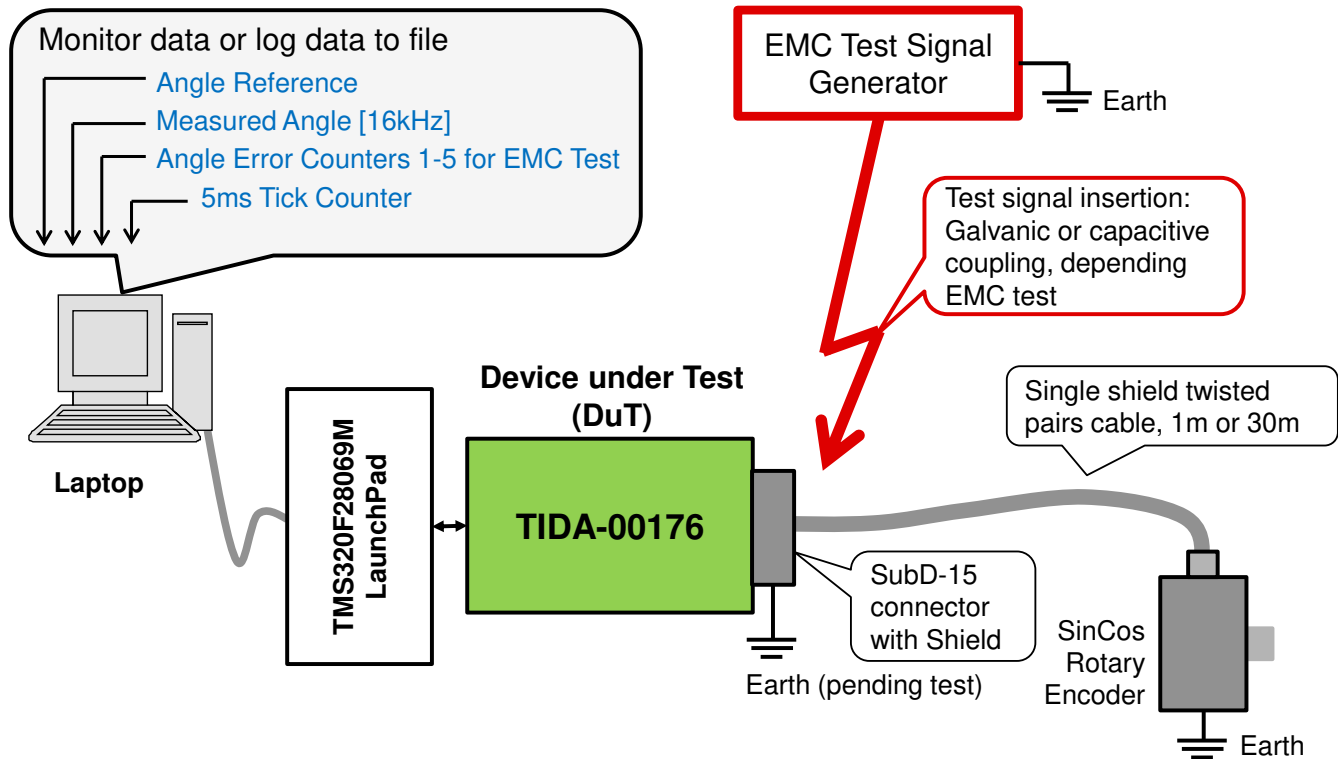 Monitor data or log data to file
Angle Reference
Measured Angle [16kHz]
Angle Error Counters 1-5 for EMC Test
5ms Tick Counter
EMC Test Signal
Generator
Earth
Test signal insertion:
Galvanic or capacitive
coupling, depending
EMC test
Laptop
TMS320F28069M
LaunchPad
Device under Test
(DuT)
TIDA-00176
Single shield twisted
pairs cable, 1m or 30m
SubD-15
connector
with Shield
Earth (pending test)
SinCos
Rotary
Encoder
Earth